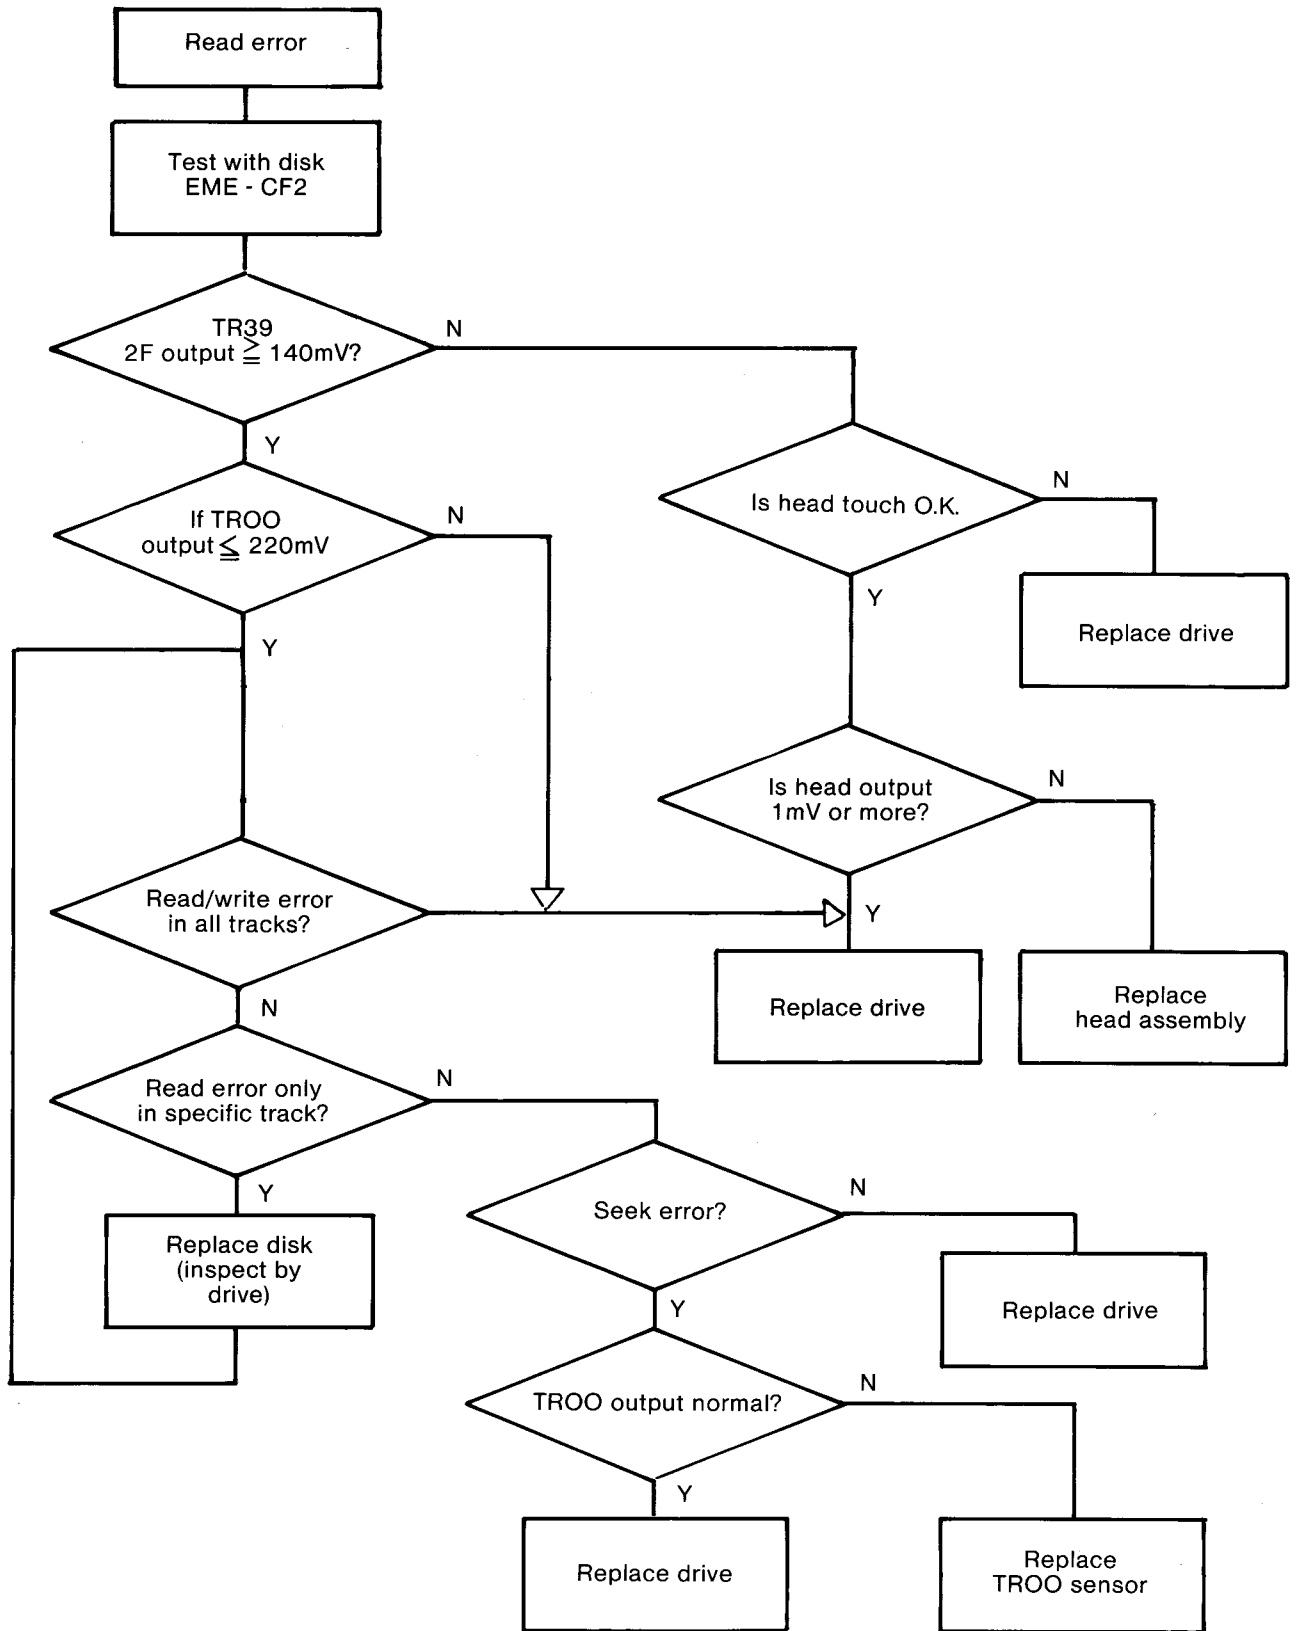 Read error
Test with disk
EME - CF2
TR39
2F output ≧ 140mV?
N
Y
If TROO
output ≦ 220mV
N
Y
Is head touch O.K.
N
Y
Replace drive
Is head output
1mV or more?
N
Y
Read/write error
in all tracks?
N
Replace drive
Replace
head assembly
Read error only
in specific track?
N
Y
Replace disk
(inspect by
drive)
Seek error?
N
Y
Replace drive
TROO output normal?
N
Y
Replace drive
Replace
TROO sensor